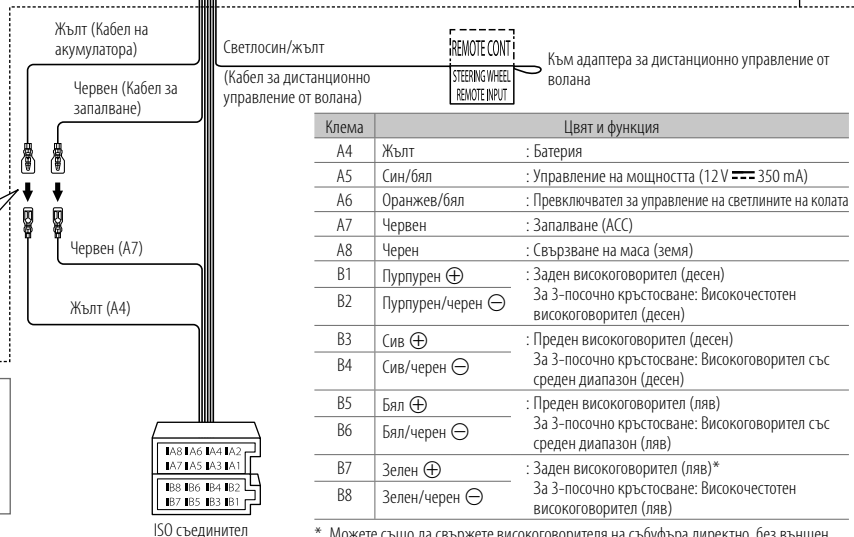 Жълт (Кабел на
акумулатора)
Червен (Кабел за
запалване)
Светлосин/жълт
(Кабел за дистанционно
управление от волана)
REMOTE CONT
STEERING WHEEL
REMOTE INPUT
Към адаптера за дистанционно управление от
волана
Червен (A7)
Жълт (A4)
A8 A6 A4 A2
A7 A5 A3 A1
B8 B6 B4 B2
B7 B5 B3 B1
ISO съединител
Клема Цвят и функция
A4 Жълт : Батерия
A5 Син/бял : Управление на мощността (12 V ⎓ 350 mA)
A6 Оранжев/бял : Превключвател за управление на светлините на колата
A7 Червен : Запалване (ACC)
A8 Черен : Свързване на маса (земя)
B1 Пурпурен ⊕ : Заден високоговорител (десен)
B2 Пурпурен/черен ⊖ За 3-посочно кръстосване: Високочестотен
високоговорител (десен)
B3 Сив ⊕ : Преден високоговорител (десен)
B4 Сив/черен ⊖ За 3-посочно кръстосване: Високоговорител със
среден диапазон (десен)
B5 Бял ⊕ : Преден високоговорител (ляв)
B6 Бял/черен ⊖ За 3-посочно кръстосване: Високоговорител със
среден диапазон (ляв)
B7 Зелен ⊕ : Заден високоговорител (ляв)*
B8 Зелен/черен ⊖ За 3-посочно кръстосване: Високочестотен
високоговорител (ляв)
* Можете също да свържете високоговорителя на събуфъра директно, без външен